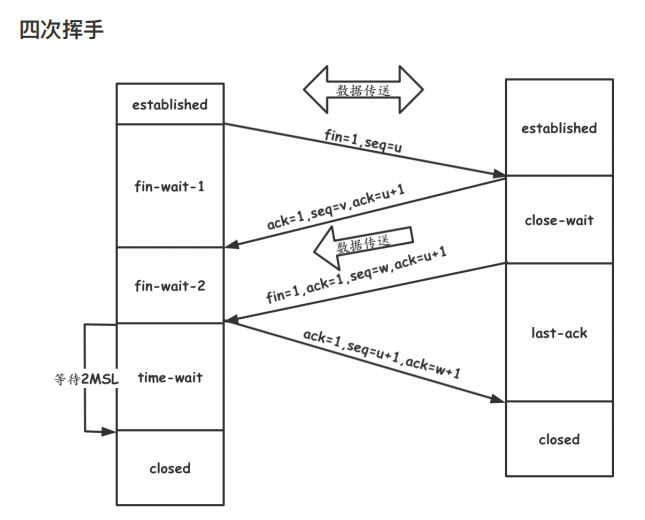 四次挥手
数据传送
established
established
fin=1,seq=u
fin-wait-1
ack=1,seq=v,ack=u+1
close-wait
数据传送
fin-wait-2
fin=1,ack=1,seq=w,ack=u+1
last-ack
ack=1,seq=u+1,ack=w+1
等待2MSL
time-wait
closed
closed